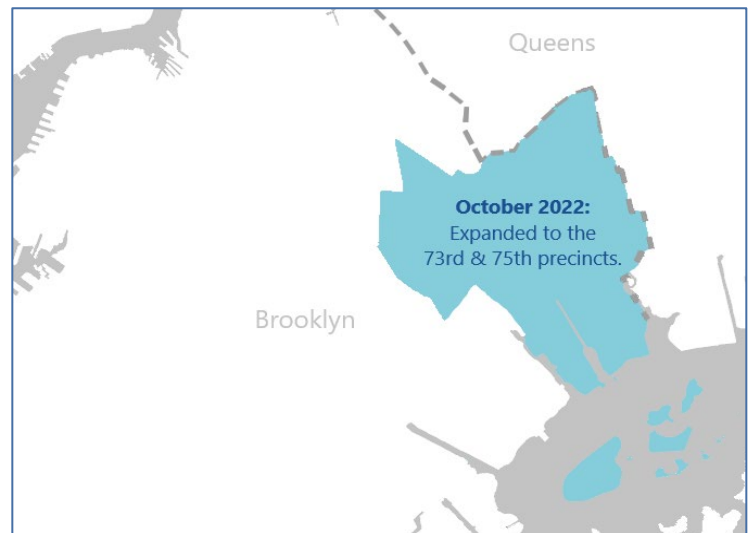 Queens
October 2022:
Expanded to the
73rd & 75th precincts.
Brooklyn